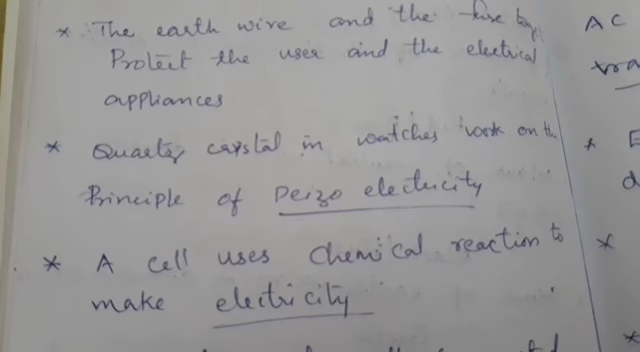 * The earth wire and the fuse
Protect the user and the electrical
appliances
* Quartz crystal in watches work on the
Principle of Peizo electricity
* A cell uses chemical reaction to
make electricity
AC
*
*
*